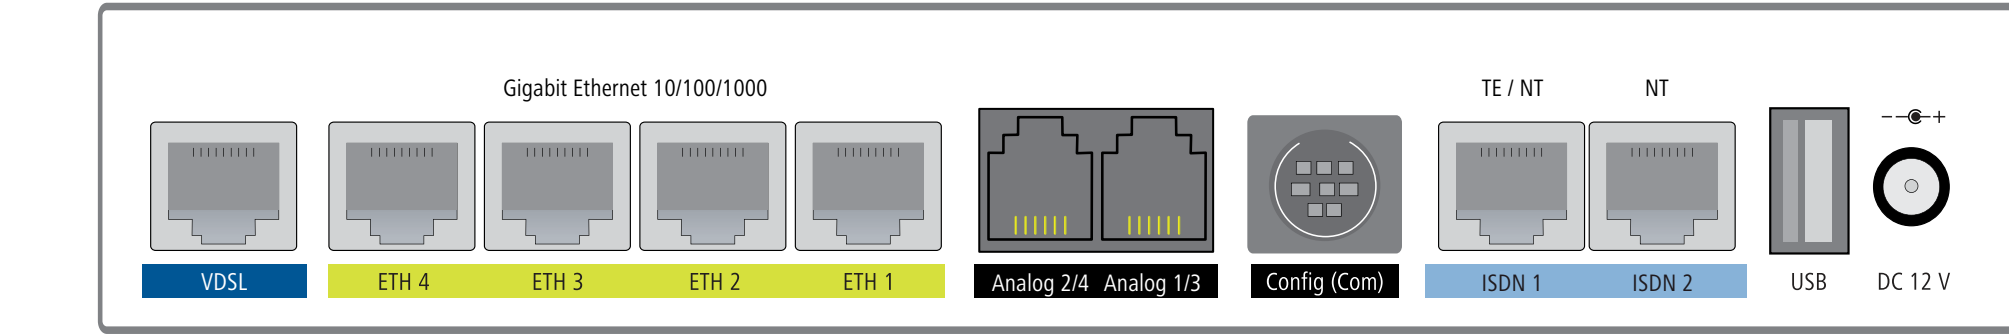 Gigabit Ethernet 10/100/1000
TE / NT
NT
VDSL
ETH 4
ETH 3
ETH 2
ETH 1
Analog 2/4
Analog 1/3
Config (Com)
ISDN 1
ISDN 2
USB
DC 12 V